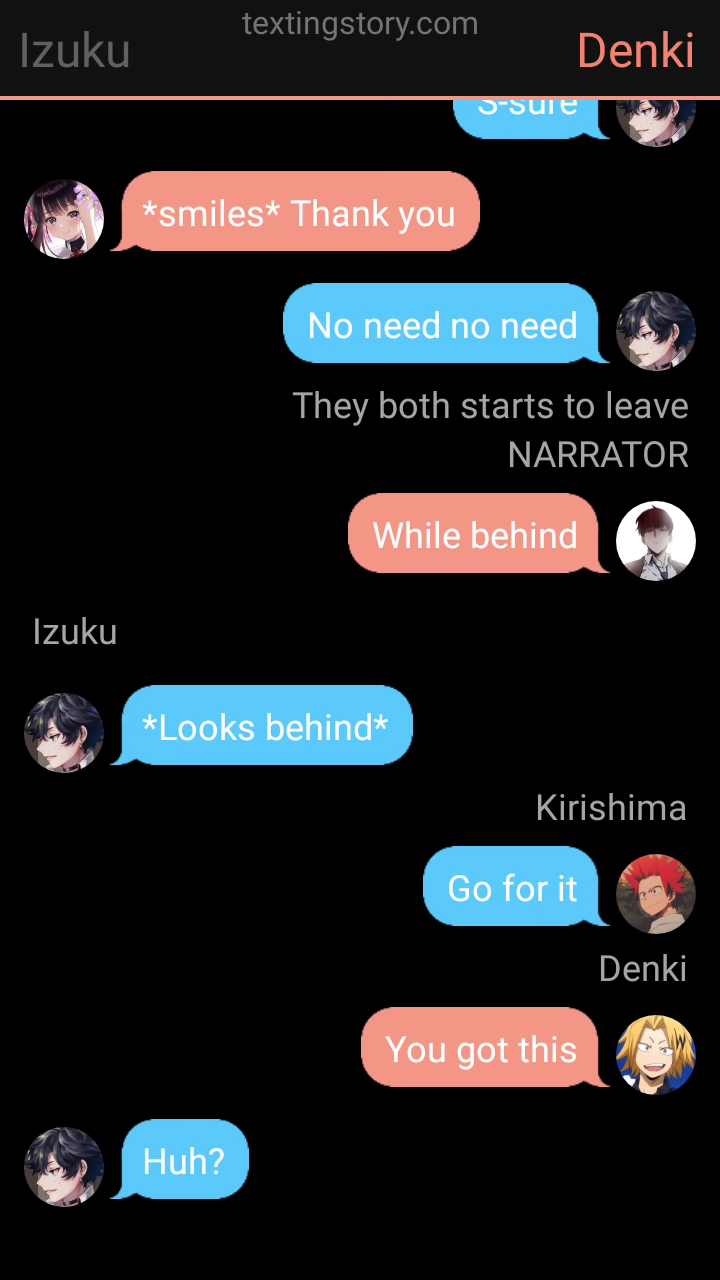 textingstory.com
Izuku
Denki
S-sure
*smiles* Thank you
No need no need
They both starts to leave
NARRATOR
While behind
Izuku
*Looks behind*
Kirishima
Go for it
Denki
You got this
Huh?